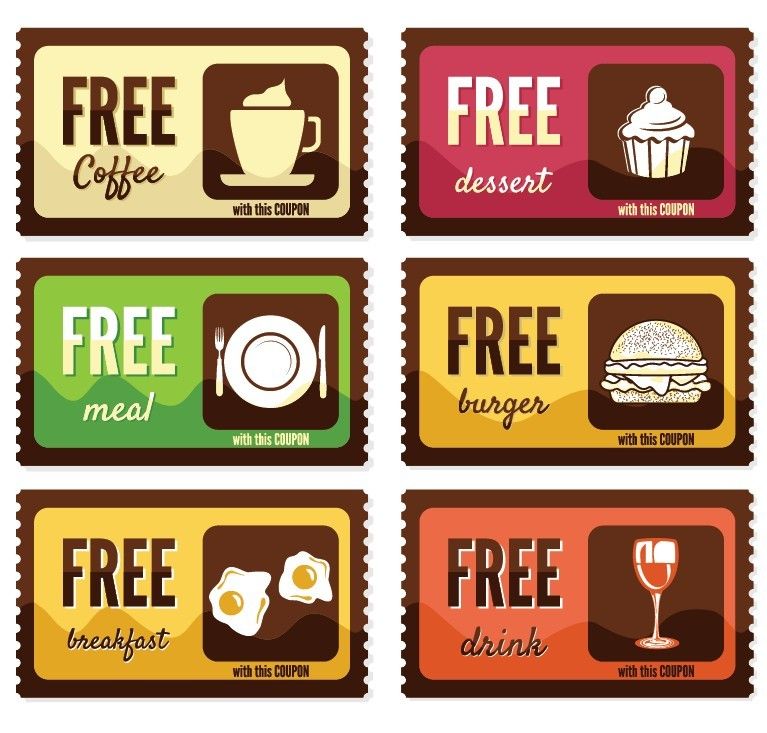 FREE
Coffee
with this COUPON
FREE
dessert
with this COUPON
FREE
meal
with this COUPON
FREE
burger
with this COUPON
FREE
breakfast
with this COUPON
FREE
drink
with this COUPON